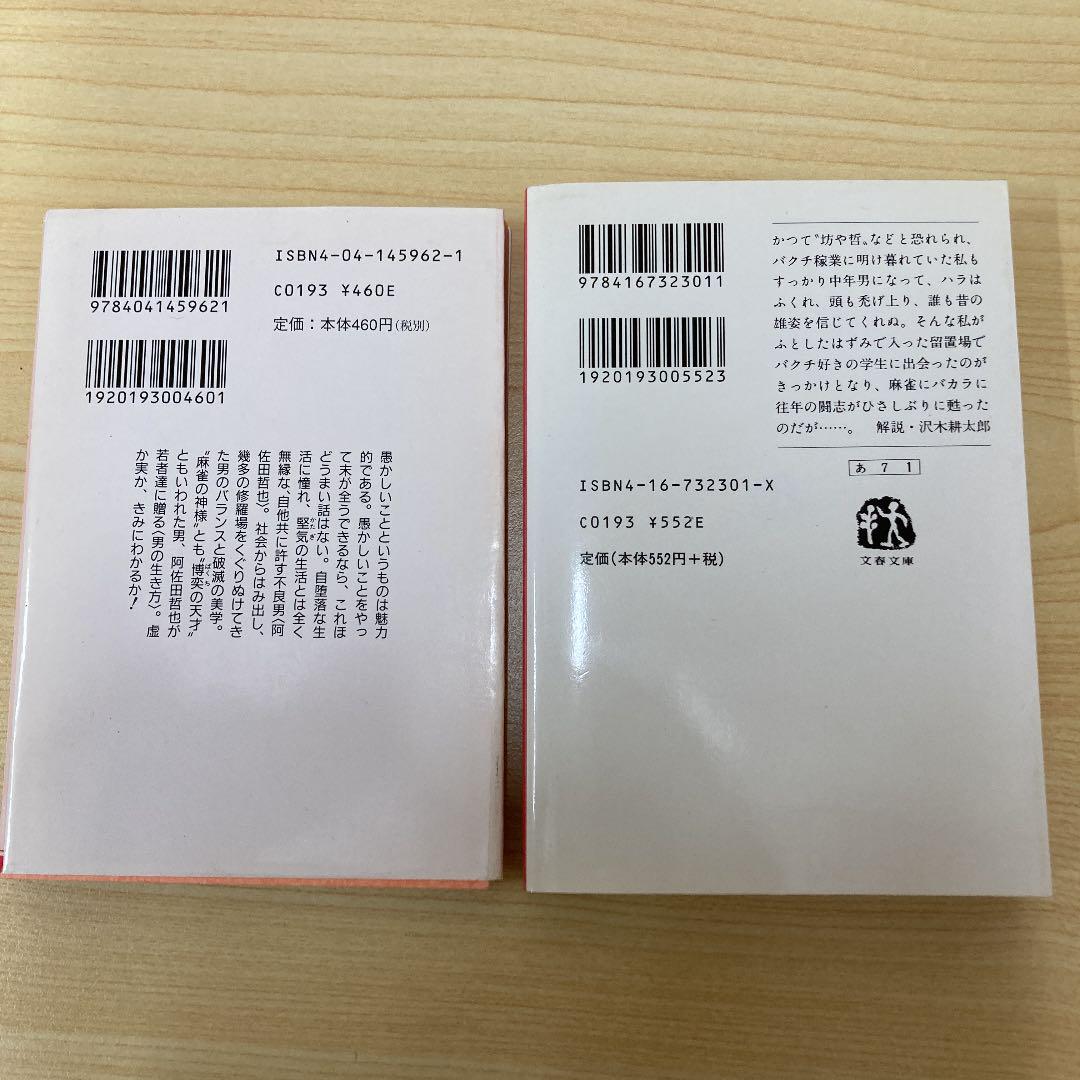 ISBN4-04-145962-1
9784041459621
C0193 ¥460E
定価：本体460円(税別)
1920193004601
愚かしいことというものは魅力
的である。愚かしいことをやっ
て末が全うできるなら、これほ
どうまい話はない。自堕落な生
活に憧れ、堅気の生活とは全く
かたぎ
無縁な、自他共に許す不良男〈阿
佐田哲也〉。社会からはみ出し、
幾多の修羅場をくぐりぬけてき
た男のバランスと破滅の美学。
“麻雀の神様”とも“博奕の天才”
ばくち
ともいわれた男、阿佐田哲也が
若者達に贈る〈男の生き方〉。虚
か実か、きみにわかるか！
9784167323011
1920193005523
かつて〝坊や哲〟などと恐れられ、
バクチ稼業に明け暮れていた私も
すっかり中年男になって、ハラは
ふくれ、頭も禿げ上り、誰も昔の
雄姿を信じてくれぬ。そんな私が
ふとしたはずみで入った留置場で
バクチ好きの学生に出会ったのが
きっかけとなり、麻雀にバカラに
往年の闘志がひさしぶりに甦った
のだが……。　解説・沢木耕太郎
あ 7 1
ISBN4-16-732301-X
C0193 ¥552E
定価(本体552円＋税)
文春文庫